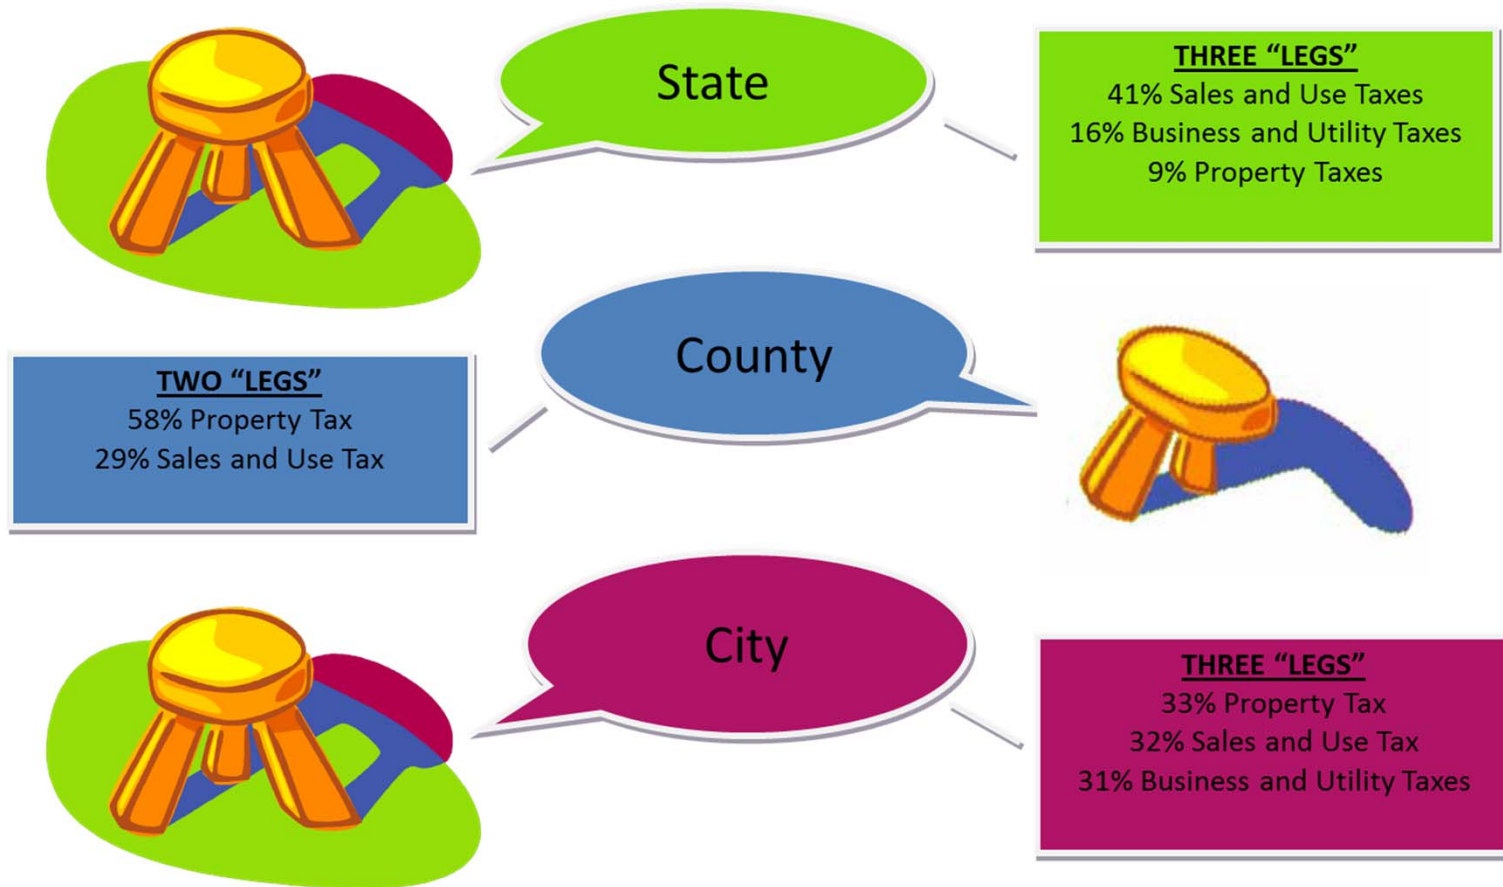 State
THREE “LEGS”
41% Sales and Use Taxes
16% Business and Utility Taxes
9% Property Taxes
County
TWO “LEGS”
58% Property Tax
29% Sales and Use Tax
City
THREE “LEGS”
33% Property Tax
32% Sales and Use Tax
31% Business and Utility Taxes